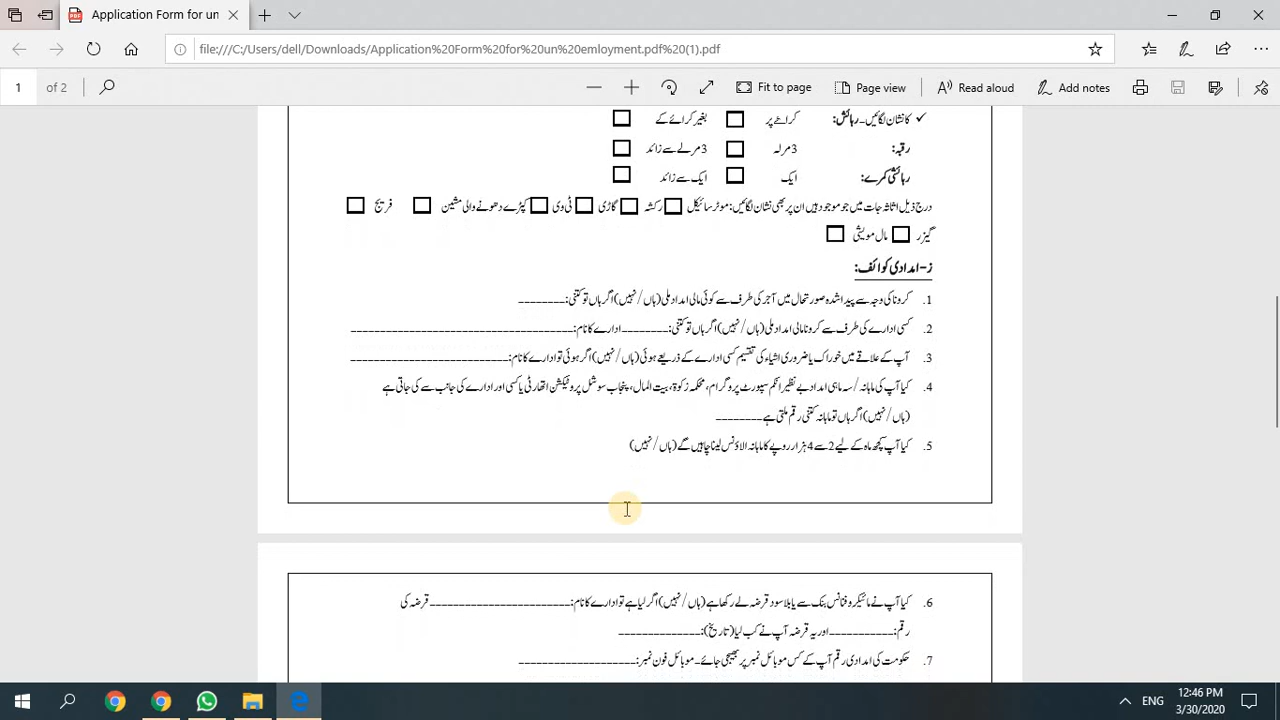 Application Form for un
file:///C:/Users/dell/Downloads/Application%20Form%20for%20un%20emloyment.pdf%20(1).pdf
1 of 2
Fit to page
Page view
Read aloud
Add notes
✓ کا نشان لگائیں۔ رہائش: کرائے پر بغیر کرائے کے
رقبہ: 3 مرلہ 3 مرلے سے زائد
رہائشی کمرے: ایک ایک سے زائد
درج ذیل اثاثہ جات میں جو موجود ہیں ان پر بھی نشان لگائیں: موٹر سائیکل رکشہ گاڑی ٹی وی کپڑے دھونے والی مشین فریج
گیزر مال مویشی
ز۔ امدادی کوائف:
1. کرونا کی وجہ سے پیدا شدہ صورتحال میں آجر کی طرف سے کوئی مالی امداد ملی (ہاں/نہیں) اگر ہاں تو کتنی: ________
2. کسی ادارے کی طرف سے کرونا مالی امداد ملی (ہاں/نہیں) اگر ہاں تو کتنی: ________ ادارے کا نام: ______________________
3. آپ کے علاقے میں خوراک یا ضروری اشیاء کی تقسیم کسی ادارے کے ذریعے ہوئی (ہاں/نہیں) اگر ہوئی تو ادارے کا نام: ________________
4. کیا آپ کی ماہانہ/سہ ماہی امداد بے نظیر انکم سپورٹ پروگرام، محکمہ زکوۃ، بیت المال، پنجاب سوشل پروٹیکشن اتھارٹی یا کسی اور ادارے کی جانب سے کی جاتی ہے
(ہاں/نہیں) اگر ہاں تو ماہانہ کتنی رقم ملتی ہے ________
5. کیا آپ کچھ ماہ کے لیے 2 سے 4 ہزار روپے کا ماہانہ الاؤنس لینا چاہیں گے (ہاں/نہیں)
6. کیا آپ نے مائیکرو فنانس بنک سے یا بلا سود قرضہ لے رکھا ہے (ہاں/نہیں) اگر لیا ہے تو ادارے کا نام: ______________________ قرضہ کی
رقم: ___________ اور یہ قرضہ آپ نے کب لیا (تاریخ): ______________
7. حکومت کی امدادی رقم آپ کے کس موبائل نمبر پر بھیجی جائے۔ موبائل فون نمبر: ____________________
ENG
12:46 PM
3/30/2020